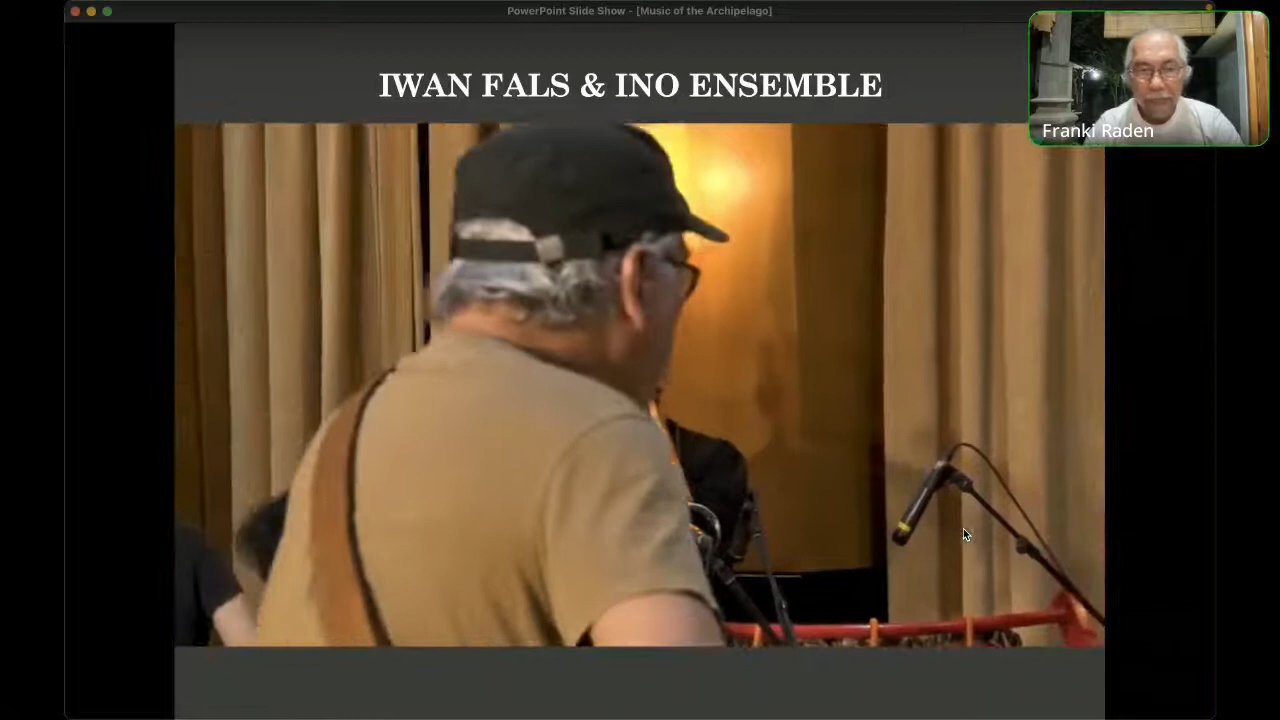 PowerPoint Slide Show - [Music of the Archipelago]
IWAN FALS & INO ENSEMBLE
Franki Raden